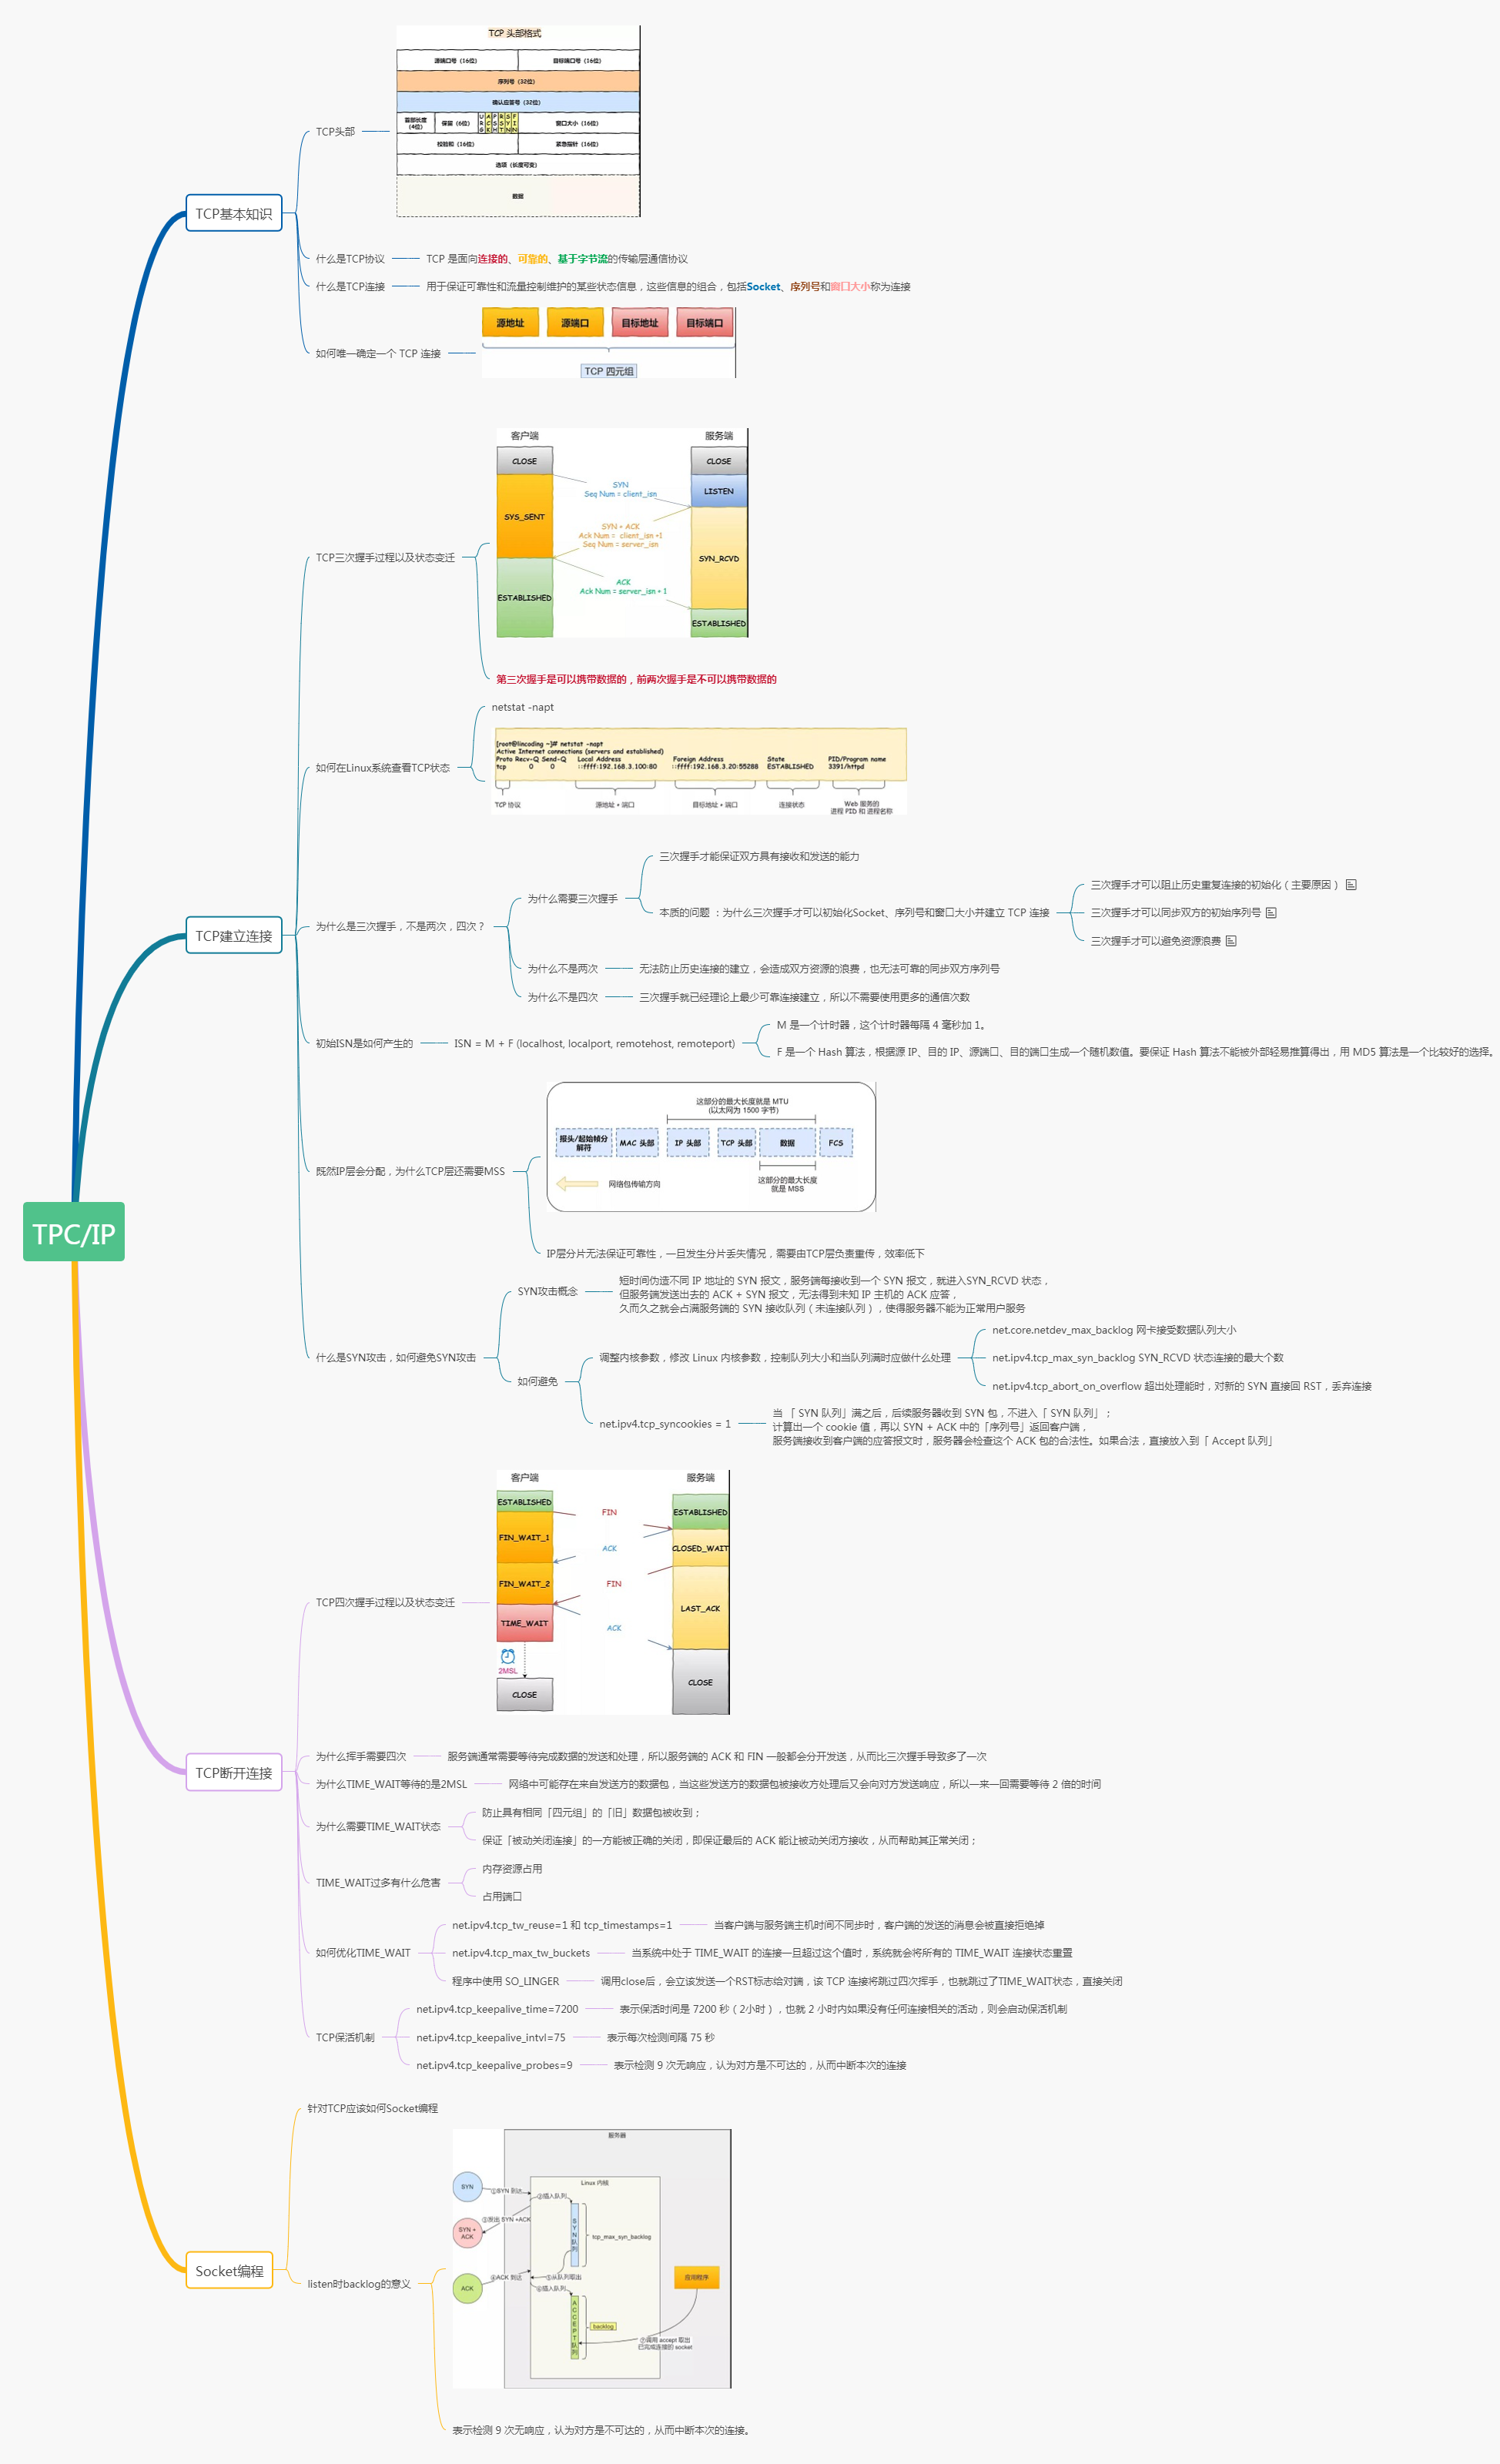 TPC/IP
TCP基本知识
TCP头部
TCP 头部格式
源端口号（16位）
目标端口号（16位）
序列号（32位）
确认应答号（32位）
首部长度
（4位）
保留（6位）
URG
ACK
PSH
RST
SYN
FIN
窗口大小（16位）
校验和（16位）
紧急指针（16位）
选项（长度可变）
数据
什么是TCP协议
TCP 是面向连接的、可靠的、基于字节流的传输层通信协议
什么是TCP连接
用于保证可靠性和流量控制维护的某些状态信息，这些信息的组合，包括Socket、序列号和窗口大小称为连接
如何唯一确定一个 TCP 连接
源地址
源端口
目标地址
目标端口
TCP 四元组
TCP建立连接
TCP三次握手过程以及状态变迁
客户端
服务端
CLOSE
CLOSE
SYN
Seq Num = client_isn
LISTEN
SYS_SENT
SYN + ACK
Ack Num = client_isn +1
Seq Num = server_isn
SYN_RCVD
ACK
Ack Num = server_isn + 1
ESTABLISHED
ESTABLISHED
第三次握手是可以携带数据的，前两次握手是不可以携带数据的
如何在Linux系统查看TCP状态
netstat -napt
[root@lincoding ~]# netstat -napt
Active Internet connections (servers and established)
Proto Recv-Q Send-Q Local Address Foreign Address State PID/Program name
tcp 0 0 ::ffff:192.168.3.100:80 ::ffff:192.168.3.20:55288 ESTABLISHED 3391/httpd
TCP 协议
源地址 + 端口
目标地址 + 端口
连接状态
Web 服务的
进程 PID 和 进程名称
为什么是三次握手，不是两次，四次？
为什么需要三次握手
三次握手才能保证双方具有接收和发送的能力
本质的问题 ：为什么三次握手才可以初始化Socket、序列号和窗口大小并建立 TCP 连接
三次握手才可以阻止历史重复连接的初始化（主要原因）
三次握手才可以同步双方的初始序列号
三次握手才可以避免资源浪费
为什么不是两次
无法防止历史连接的建立，会造成双方资源的浪费，也无法可靠的同步双方序列号
为什么不是四次
三次握手就已经理论上最少可靠连接建立，所以不需要使用更多的通信次数
初始ISN是如何产生的
ISN = M + F (localhost, localport, remotehost, remoteport)
M 是一个计时器，这个计时器每隔 4 毫秒加 1。
F 是一个 Hash 算法，根据源 IP、目的 IP、源端口、目的端口生成一个随机数值。要保证 Hash 算法不能被外部轻易推算得出，用 MD5 算法是一个比较好的选择。
既然IP层会分配，为什么TCP层还需要MSS
这部分的最大长度就是 MTU
(以太网为 1500 字节)
报头/起始帧分
解符
MAC 头部
IP 头部
TCP 头部
数据
FCS
网络包传输方向
这部分的最大长度
就是 MSS
IP层分片无法保证可靠性，一旦发生分片丢失情况，需要由TCP层负责重传，效率低下
什么是SYN攻击，如何避免SYN攻击
SYN攻击概念
短时间伪造不同 IP 地址的 SYN 报文，服务端每接收到一个 SYN 报文，就进入SYN_RCVD 状态，
但服务端发送出去的 ACK + SYN 报文，无法得到未知 IP 主机的 ACK 应答，
久而久之就会占满服务端的 SYN 接收队列（未连接队列），使得服务器不能为正常用户服务
如何避免
调整内核参数，修改 Linux 内核参数，控制队列大小和当队列满时应做什么处理
net.core.netdev_max_backlog 网卡接受数据队列大小
net.ipv4.tcp_max_syn_backlog SYN_RCVD 状态连接的最大个数
net.ipv4.tcp_abort_on_overflow 超出处理能时，对新的 SYN 直接回 RST，丢弃连接
net.ipv4.tcp_syncookies = 1
当 「 SYN 队列」满之后，后续服务器收到 SYN 包，不进入「 SYN 队列」；
计算出一个 cookie 值，再以 SYN + ACK 中的「序列号」返回客户端，
服务端接收到客户端的应答报文时，服务器会检查这个 ACK 包的合法性。如果合法，直接放入到「 Accept 队列」
TCP断开连接
TCP四次握手过程以及状态变迁
客户端
服务端
ESTABLISHED
FIN
ESTABLISHED
FIN_WAIT_1
ACK
CLOSED_WAIT
FIN_WAIT_2
FIN
TIME_WAIT
LAST_ACK
ACK
2MSL
CLOSE
CLOSE
为什么挥手需要四次
服务端通常需要等待完成数据的发送和处理，所以服务端的 ACK 和 FIN 一般都会分开发送，从而比三次握手导致多了一次
为什么TIME_WAIT等待的是2MSL
网络中可能存在来自发送方的数据包，当这些发送方的数据包被接收方处理后又会向对方发送响应，所以一来一回需要等待 2 倍的时间
为什么需要TIME_WAIT状态
防止具有相同「四元组」的「旧」数据包被收到；
保证「被动关闭连接」的一方能被正确的关闭，即保证最后的 ACK 能让被动关闭方接收，从而帮助其正常关闭；
TIME_WAIT过多有什么危害
内存资源占用
占用端口
如何优化TIME_WAIT
net.ipv4.tcp_tw_reuse=1 和 tcp_timestamps=1
当客户端与服务端主机时间不同步时，客户端的发送的消息会被直接拒绝掉
net.ipv4.tcp_max_tw_buckets
当系统中处于 TIME_WAIT 的连接一旦超过这个值时，系统就会将所有的 TIME_WAIT 连接状态重置
程序中使用 SO_LINGER
调用close后，会立该发送一个RST标志给对端，该 TCP 连接将跳过四次挥手，也就跳过了TIME_WAIT状态，直接关闭
TCP保活机制
net.ipv4.tcp_keepalive_time=7200
表示保活时间是 7200 秒（2小时），也就 2 小时内如果没有任何连接相关的活动，则会启动保活机制
net.ipv4.tcp_keepalive_intvl=75
表示每次检测间隔 75 秒
net.ipv4.tcp_keepalive_probes=9
表示检测 9 次无响应，认为对方是不可达的，从而中断本次的连接
Socket编程
针对TCP应该如何Socket编程
listen时backlog的意义
服务器
Linux 内核
SYN
①SYN 到达
②插入队列
③发出 SYN +ACK
SYN +
ACK
SYN队列
tcp_max_syn_backlog
④ACK 到达
⑤从队列取出
ACK
⑥插入队列
ACCEPT队列
backlog
应用程序
⑦调用 accept 取出
已完成连接的 socket
表示检测 9 次无响应，认为对方是不可达的，从而中断本次的连接。